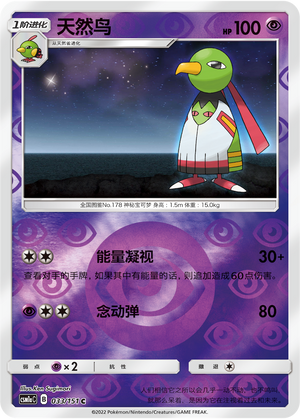 1阶进化
天然鸟
HP 100
从天然雀进化
全国图鉴No.178 神秘宝可梦 身高：1.5m 体重：15.0kg
能量凝视 30+
查看对手的手牌，如果其中有能量的话，则追加造成60点伤害。
念动弹 80
弱点 ×2 抗性 撤退
Illus.Ken Sugimori
033/151 C
©2022 Pokémon/Nintendo/Creatures/GAME FREAK.